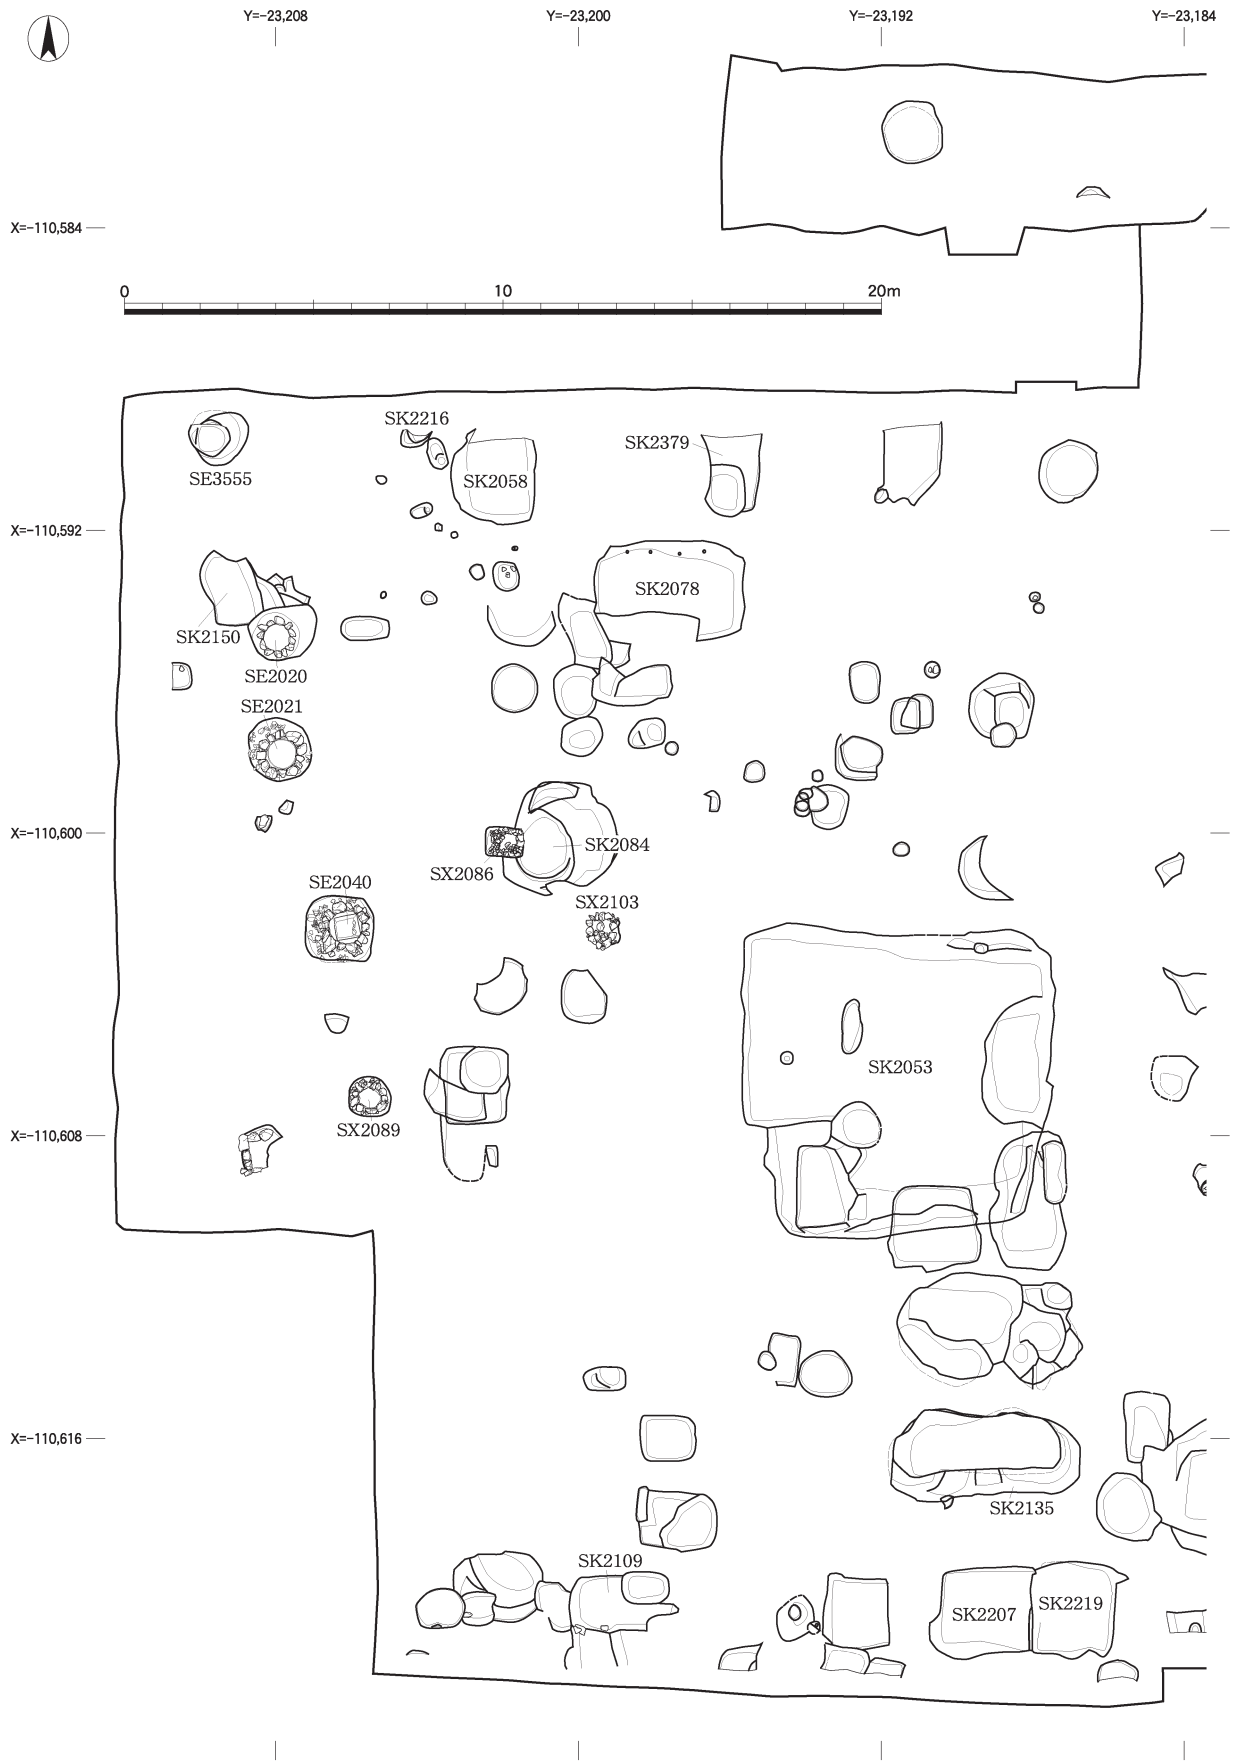 Y=-23,208
Y=-23,200
Y=-23,192
Y=-23,184
X=-110,584
0
10
20m
SK2216
SK2379
SE3555
SK2058
X=-110,592
SK2078
SK2150
SE2020
SE2021
X=-110,600
SK2084
SX2086
SE2040
SX2103
SK2053
SX2089
X=-110,608
X=-110,616
SK2135
SK2109
SK2207
SK2219